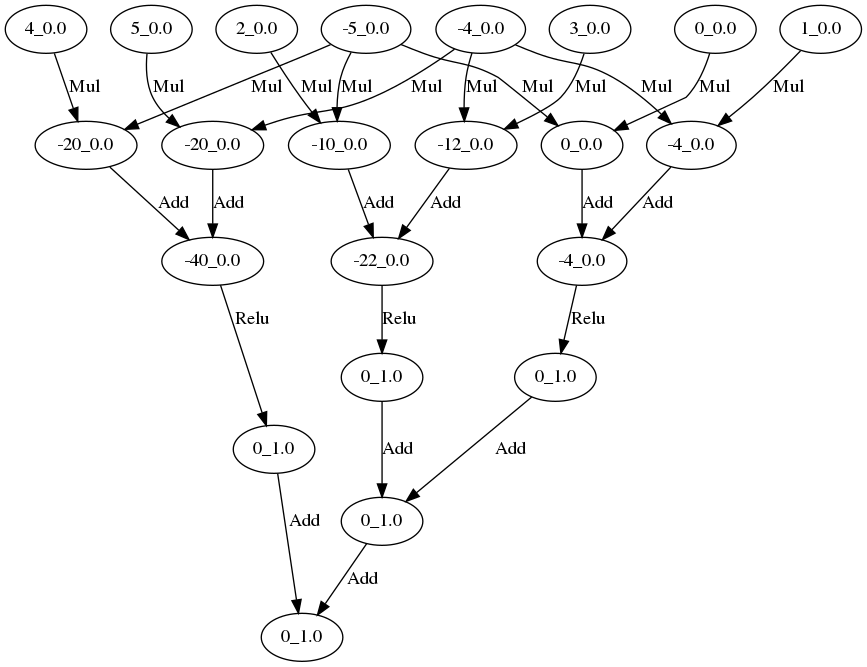 4_0.0 5_0.0 2_0.0 -5_0.0 -4_0.0 3_0.0 0_0.0 1_0.0
Mul Mul Mul Mul Mul Mul Mul Mul Mul Mul Mul Mul
-20_0.0 -20_0.0 -10_0.0 -12_0.0 0_0.0 -4_0.0
Add Add Add Add Add Add
-40_0.0 -22_0.0 -4_0.0
Relu Relu Relu
0_1.0 0_1.0
0_1.0 Add Add
Add 0_1.0
Add
0_1.0